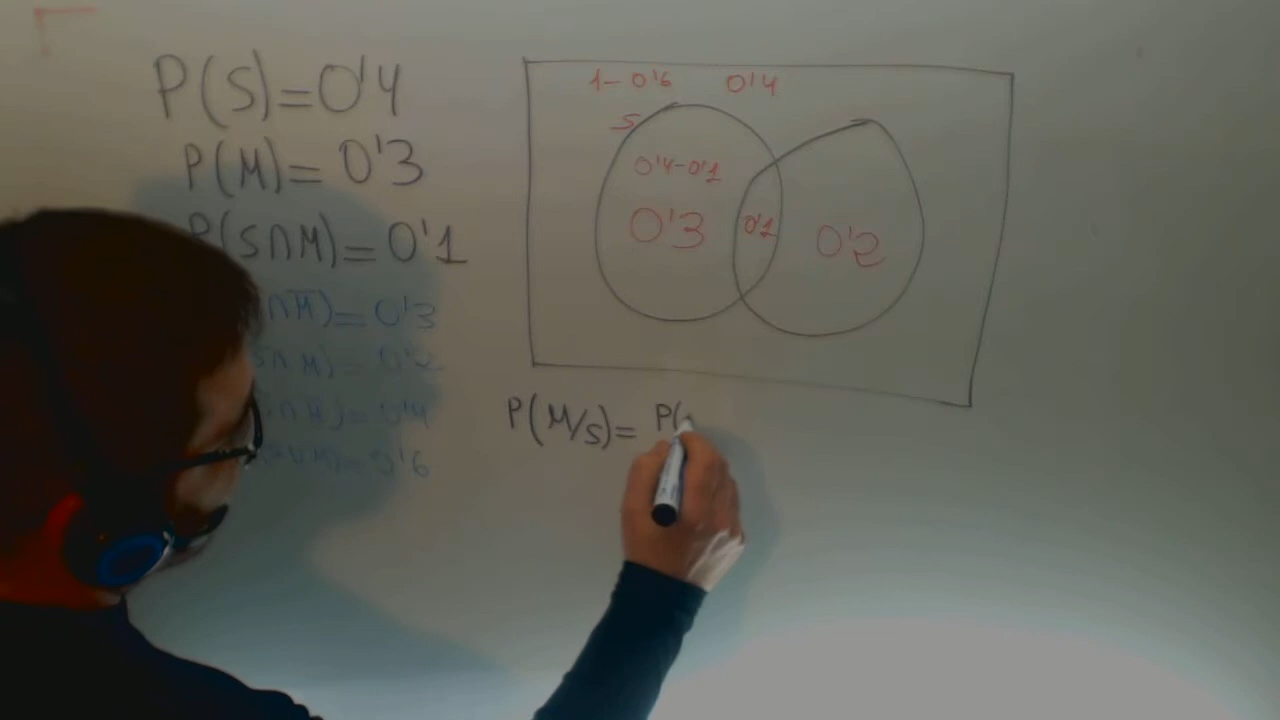 P(S)=0'4
P(M)=0'3
P(S∩M)=0'1
∩M̅)=0'3
S∩M)=0'2
∩M̅)=0'4
M)=0'6
1-0'6 0'4
S
0'4-0'1
0'3 0'1 0'2
P(M/S)= P(